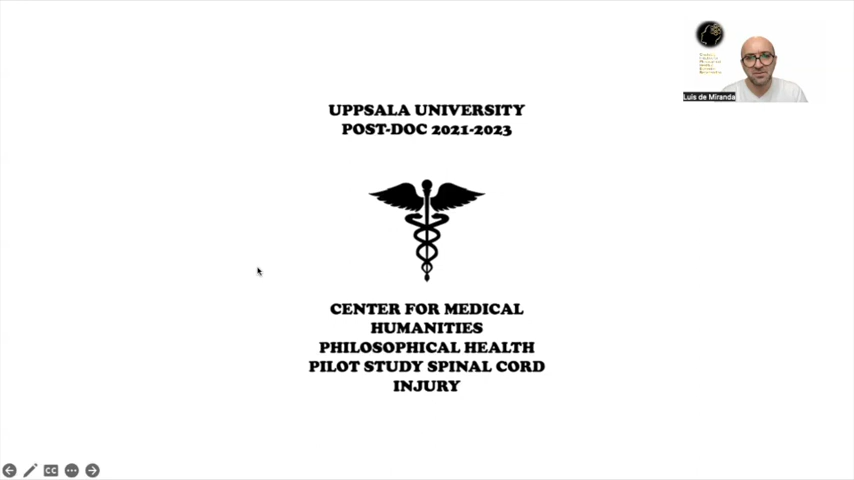 UPPSALA UNIVERSITY
POST-DOC 2021-2023
CENTER FOR MEDICAL
HUMANITIES
PHILOSOPHICAL HEALTH
PILOT STUDY SPINAL CORD
INJURY
Luis de Miranda
CC